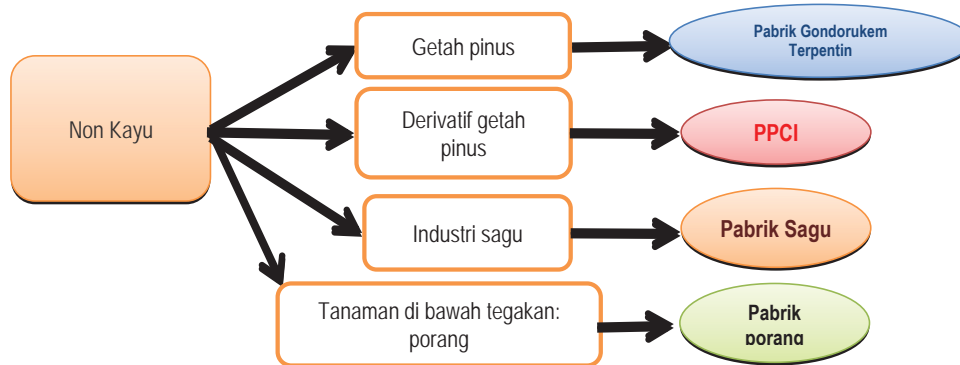 Non Kayu
Getah pinus
Pabrik Gondorukem
Terpentin
Derivatif getah
pinus
PPCI
Industri sagu
Pabrik Sagu
Tanaman di bawah tegakan:
porang
Pabrik
porang